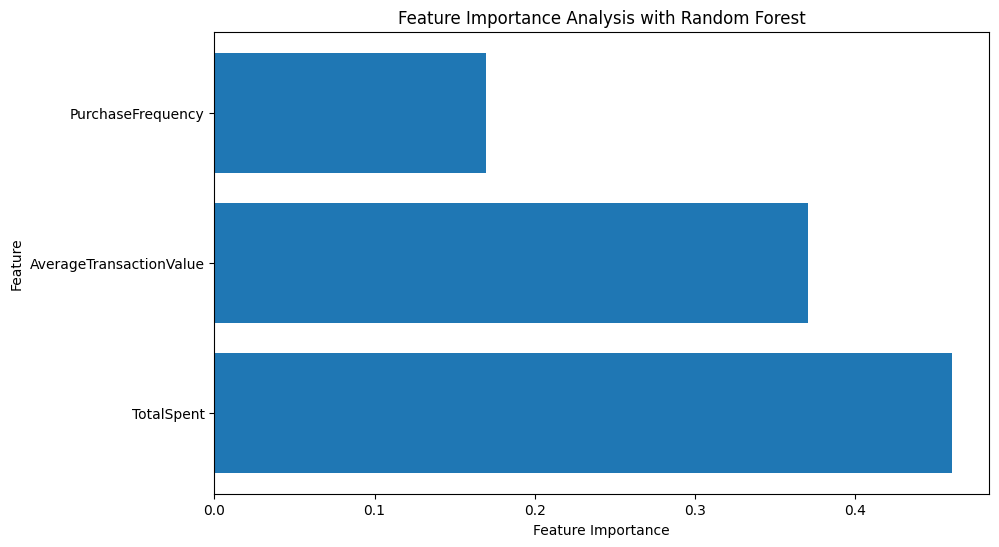 Feature Importance Analysis with Random Forest
PurchaseFrequency
AverageTransactionValue
TotalSpent
Feature
0.0 0.1 0.2 0.3 0.4
Feature Importance